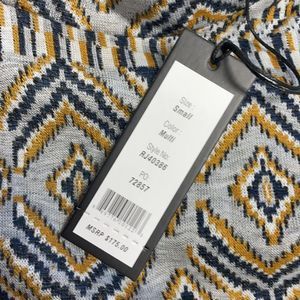 Size :
Small
Color :
Multi
Style No:
RJ40386
PO:
72857
MSRP $175.00